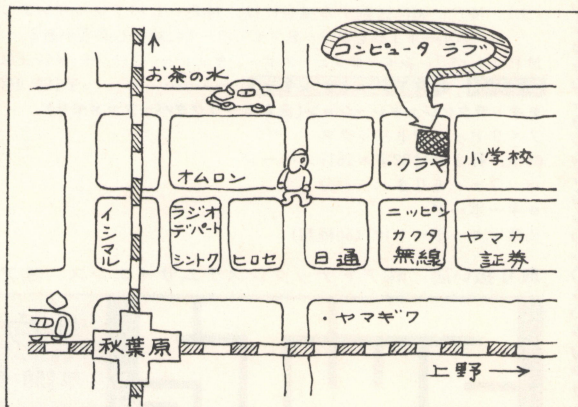 コンピュータ ラブ
お茶の水
・クラヤ
小学校
オムロン
イシマル
ラジオ
デパート
シントク
ヒロセ
日通
ニッピン
カクタ
無線
ヤマカ
証券
・ヤマギワ
秋葉原
上野→